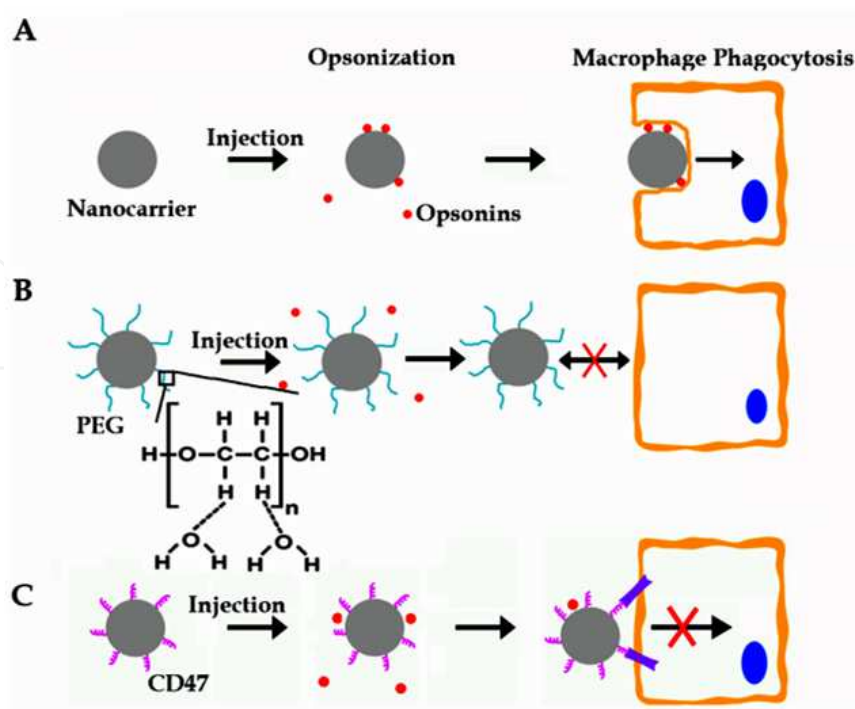 A
Opsonization
Macrophage Phagocytosis
Injection
Nanocarrier
Opsonins
B
Injection
PEG
H H
H-O-C-C-OH
H H
n
O O
H H H H
C
Injection
CD47